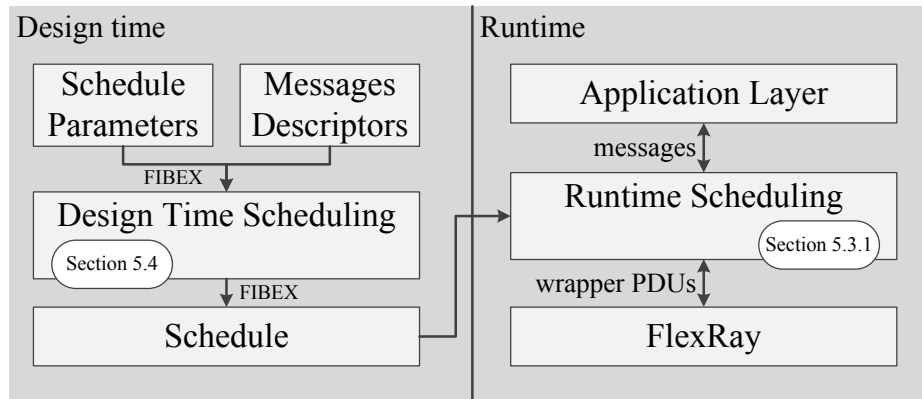 Design time
Schedule
Parameters
Messages
Descriptors
FIBEX
Design Time Scheduling
Section 5.4
FIBEX
Schedule
Runtime
Application Layer
messages
Runtime Scheduling
Section 5.3.1
wrapper PDUs
FlexRay